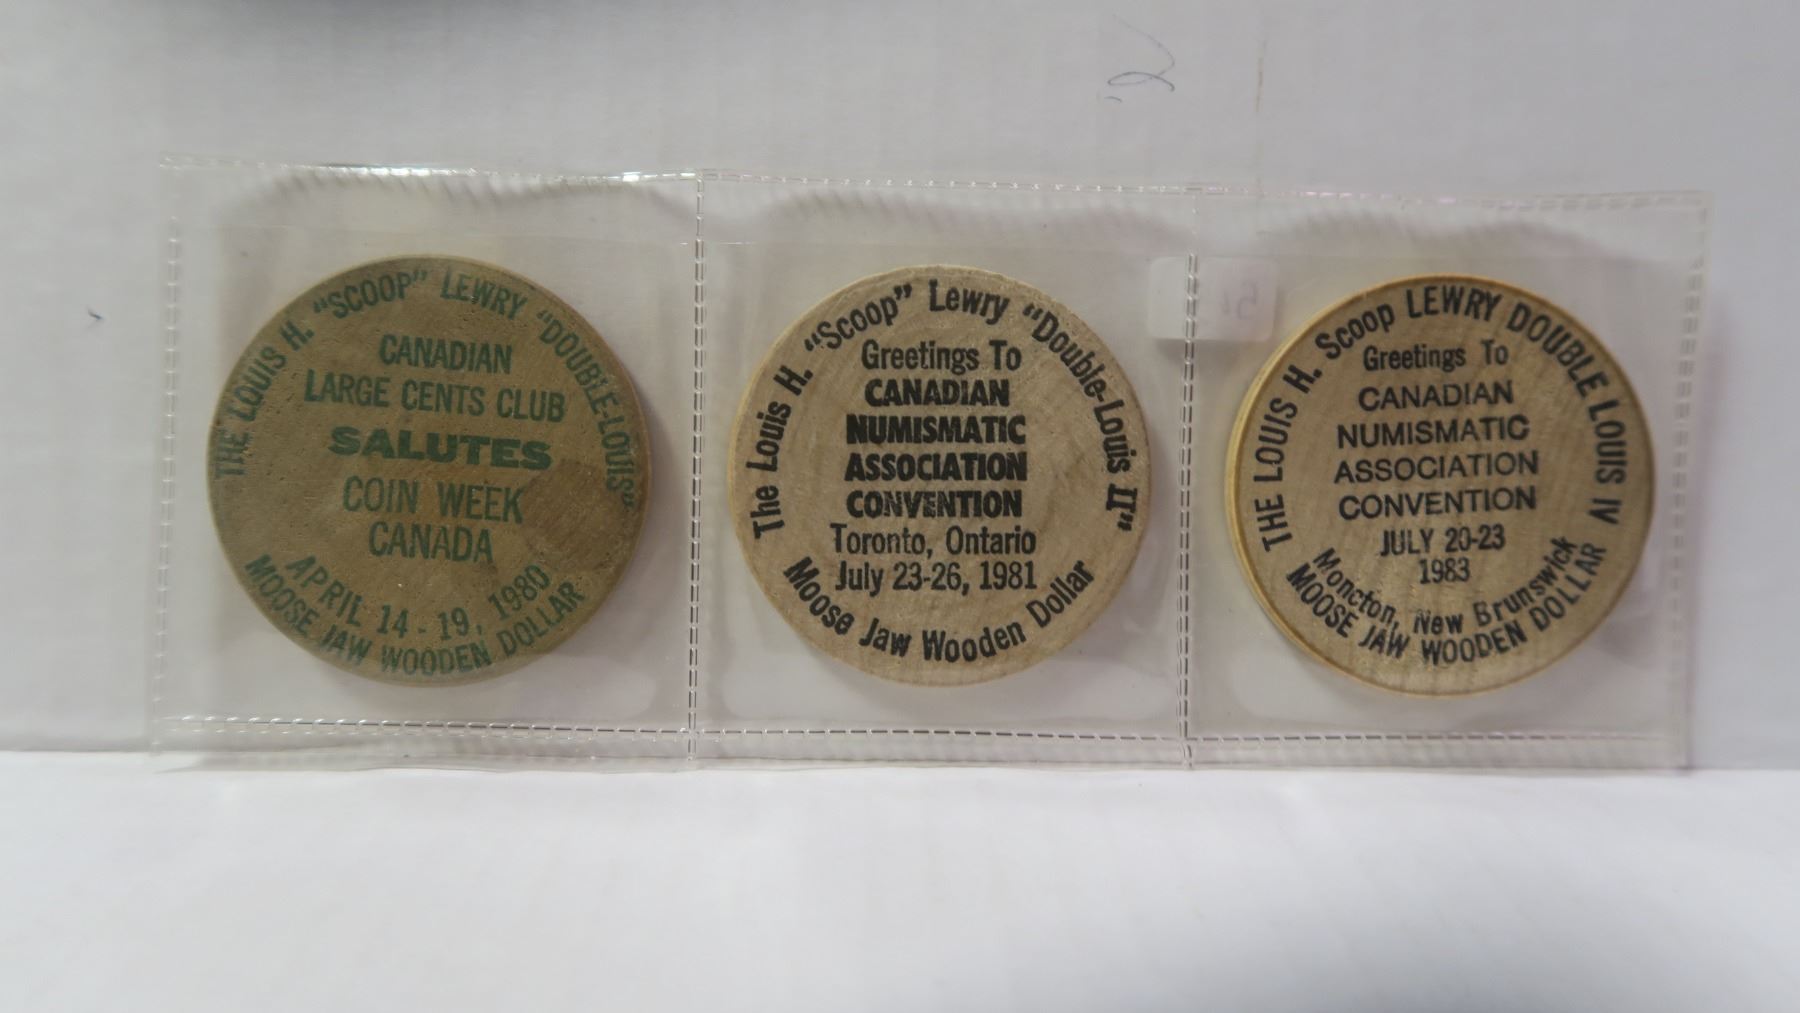 THE LOUIS H. "SCOOP" LEWRY "DOUBLE-LOUIS"
CANADIAN
LARGE CENTS CLUB
SALUTES
COIN WEEK
CANADA
APRIL 14 - 19, 1980
MOOSE JAW WOODEN DOLLAR
The Louis H. "Scoop" Lewry "Double-Louis II"
Greetings To
CANADIAN
NUMISMATIC
ASSOCIATION
CONVENTION
Toronto, Ontario
July 23-26, 1981
Moose Jaw Wooden Dollar
THE LOUIS H. Scoop LEWRY DOUBLE LOUIS IV
Greetings To
CANADIAN
NUMISMATIC
ASSOCIATION
CONVENTION
JULY 20-23
1983
Moncton, New Brunswick
MOOSE JAW WOODEN DOLLAR